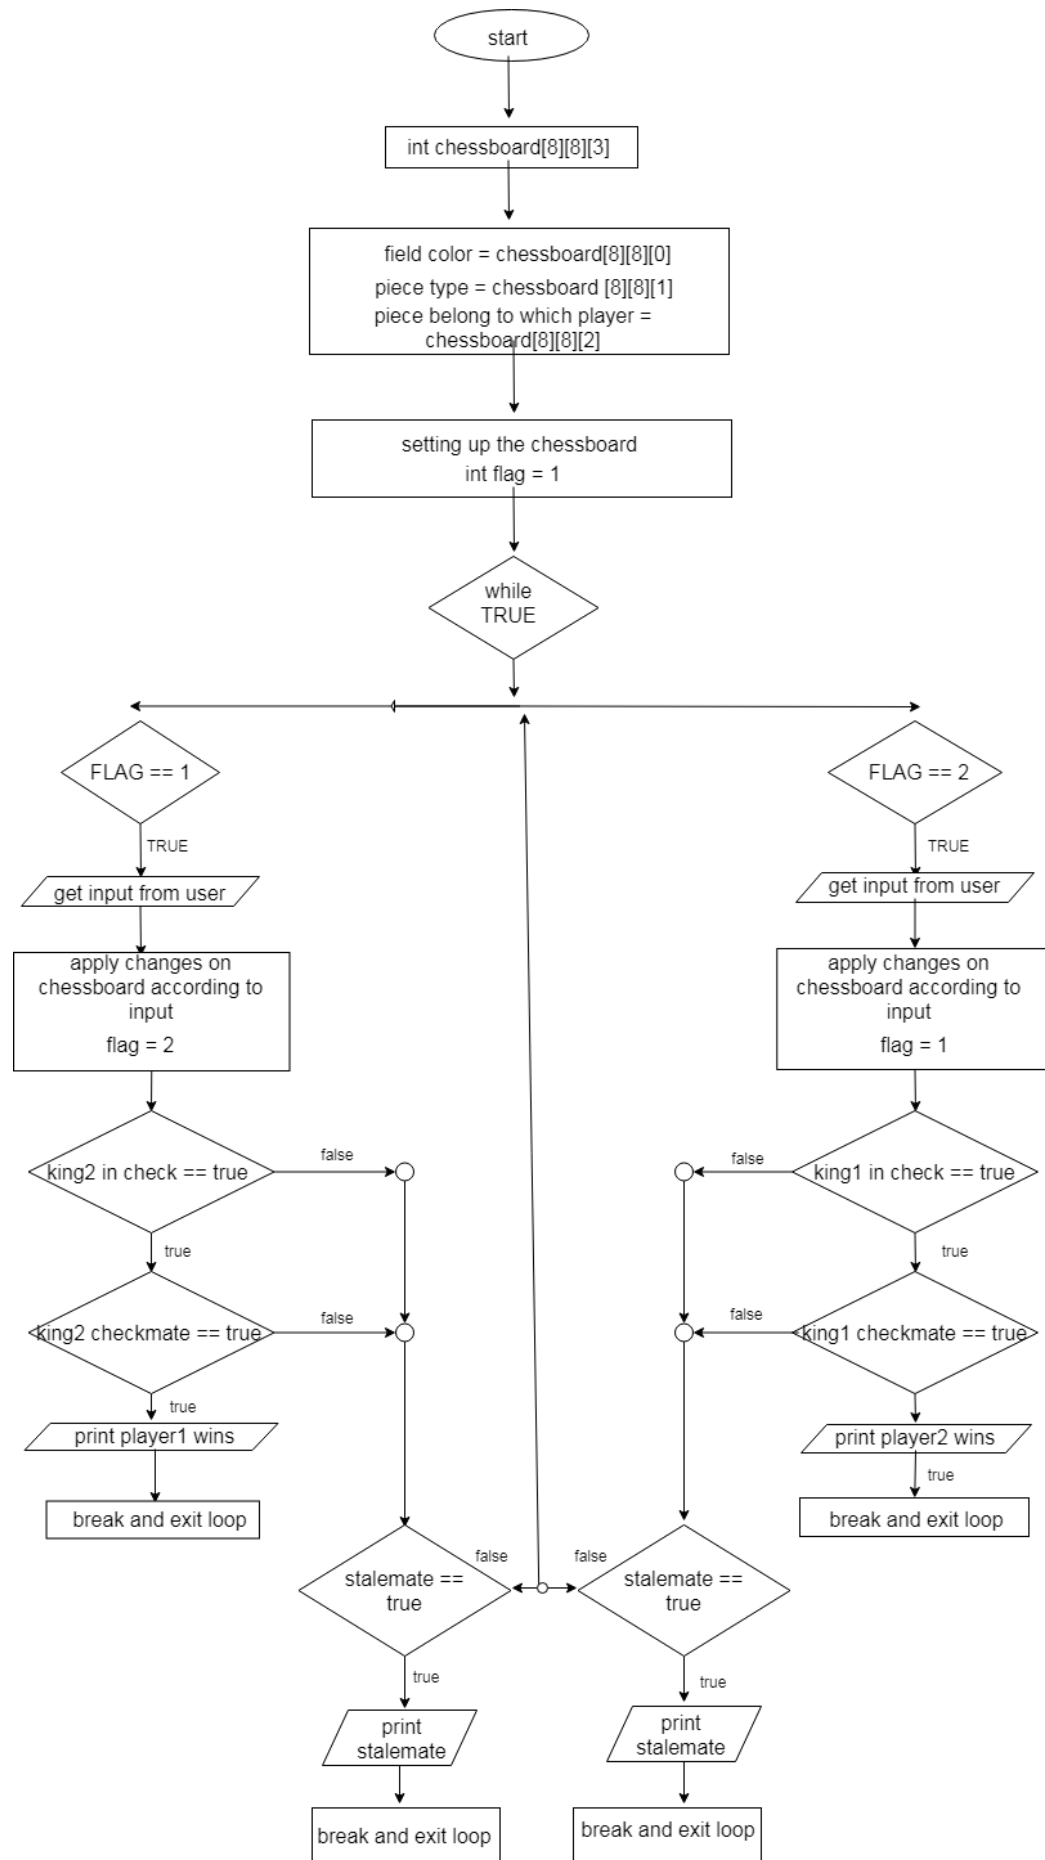 start
int chessboard[8][8][3]
field color = chessboard[8][8][0]
piece type = chessboard [8][8][1]
piece belong to which player =
chessboard[8][8][2]
setting up the chessboard
int flag = 1
while
TRUE
FLAG == 1
TRUE
get input from user
apply changes on
chessboard according to
input
flag = 2
king2 in check == true
false
true
king2 checkmate == true
false
true
print player1 wins
break and exit loop
stalemate ==
true
false
true
print
stalemate
break and exit loop
FLAG == 2
TRUE
get input from user
apply changes on
chessboard according to
input
flag = 1
king1 in check == true
false
true
king1 checkmate == true
false
print player2 wins
true
break and exit loop
stalemate ==
true
false
true
print
stalemate
break and exit loop